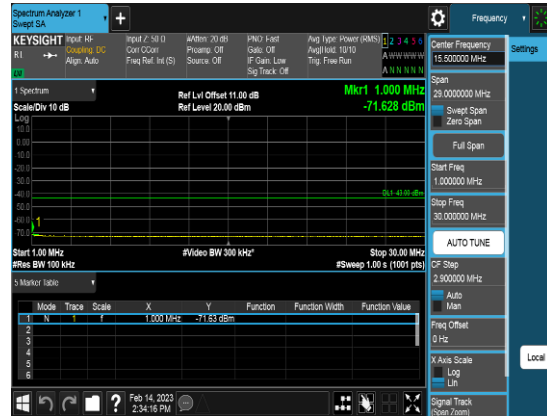 Spectrum Analyzer 1
Swept SA
+
Frequency
KEYSIGHT
R1
LXI
Input: RF
Coupling: DC
Align: Auto
Input Z: 50 Ω
Corr CCorr
Freq Ref: Int (S)
#Atten: 20 dB
Preamp: Off
Source: Off
PNO: Fast
Gate: Off
IF Gain: Low
Sig Track: Off
Avg Type: Power (RMS)
Avg|Hold: 10/10
Trig: Free Run
1 2 3 4 5 6
A W W W W W
A N N N N N
Center Frequency
15.500000 MHz
Settings
Span
29.0000000 MHz
Swept Span
Zero Span
Full Span
Start Freq
1.000000 MHz
Stop Freq
30.000000 MHz
AUTO TUNE
CF Step
2.900000 MHz
Auto
Man
Freq Offset
0 Hz
X Axis Scale
Log
Lin
Local
Signal Track
(Span Zoom)
1 Spectrum
Scale/Div 10 dB
Ref Lvl Offset 11.00 dB
Ref Level 20.00 dBm
Mkr1 1.000 MHz
-71.628 dBm
Log
10.0
0.00
-10.0
-20.0
-30.0
-40.0
-50.0
-60.0
-70.0
DL1 -43.00 dBm
1
Start 1.00 MHz
#Video BW 300 kHz*
Stop 30.00 MHz
#Res BW 100 kHz
#Sweep 1.00 s (1001 pts)
5 Marker Table
Mode Trace Scale X Y Function Function Width Function Value
1 N 1 f 1.000 MHz -71.63 dBm
2
3
4
5
6
?
Feb 14, 2023
2:34:16 PM